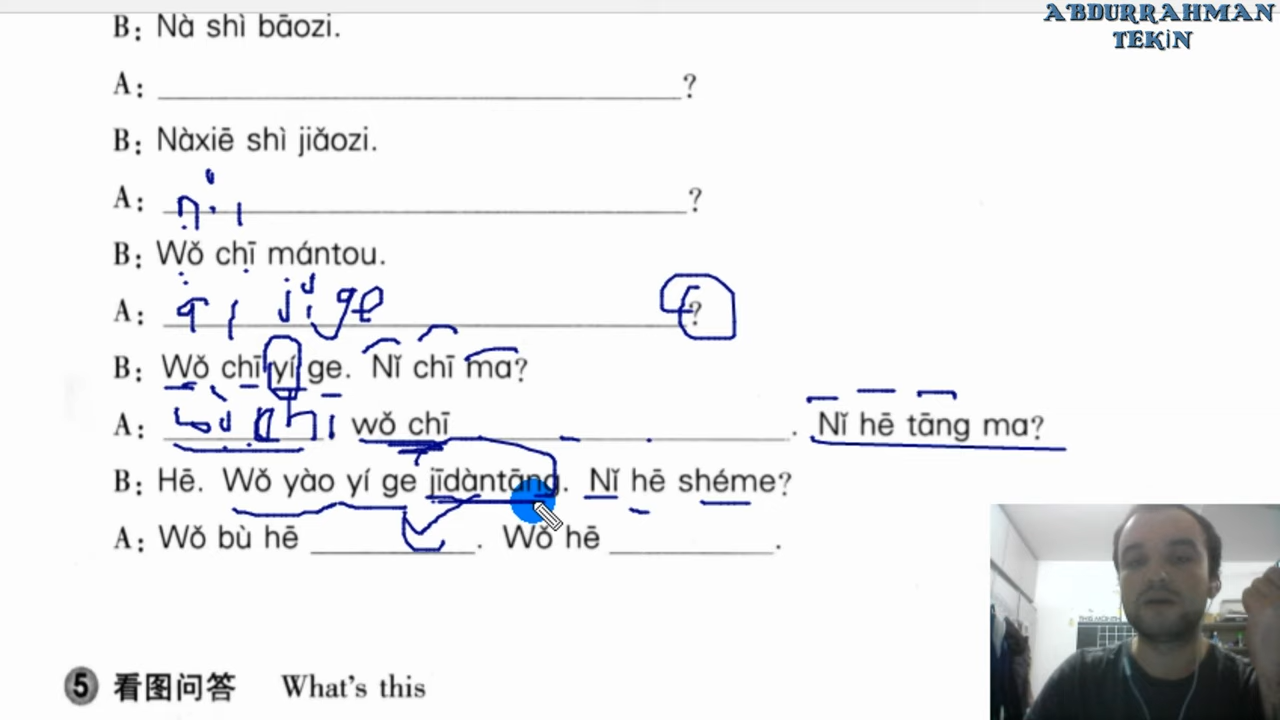 ABDURRAHMAN
TEKİN
B: Nà shì bāozi.
A: ?
B: Nàxiē shì jiǎozi.
A: ?
B: Wǒ chī mántou.
A: jǐ ge ?
B: Wǒ chī yí ge. Nǐ chī ma?
A: wǒ chī . Nǐ hē tāng ma?
B: Hē. Wǒ yào yí ge jīdàntāng. Nǐ hē shéme?
A: Wǒ bù hē . Wǒ hē .
5 看图问答 What's this